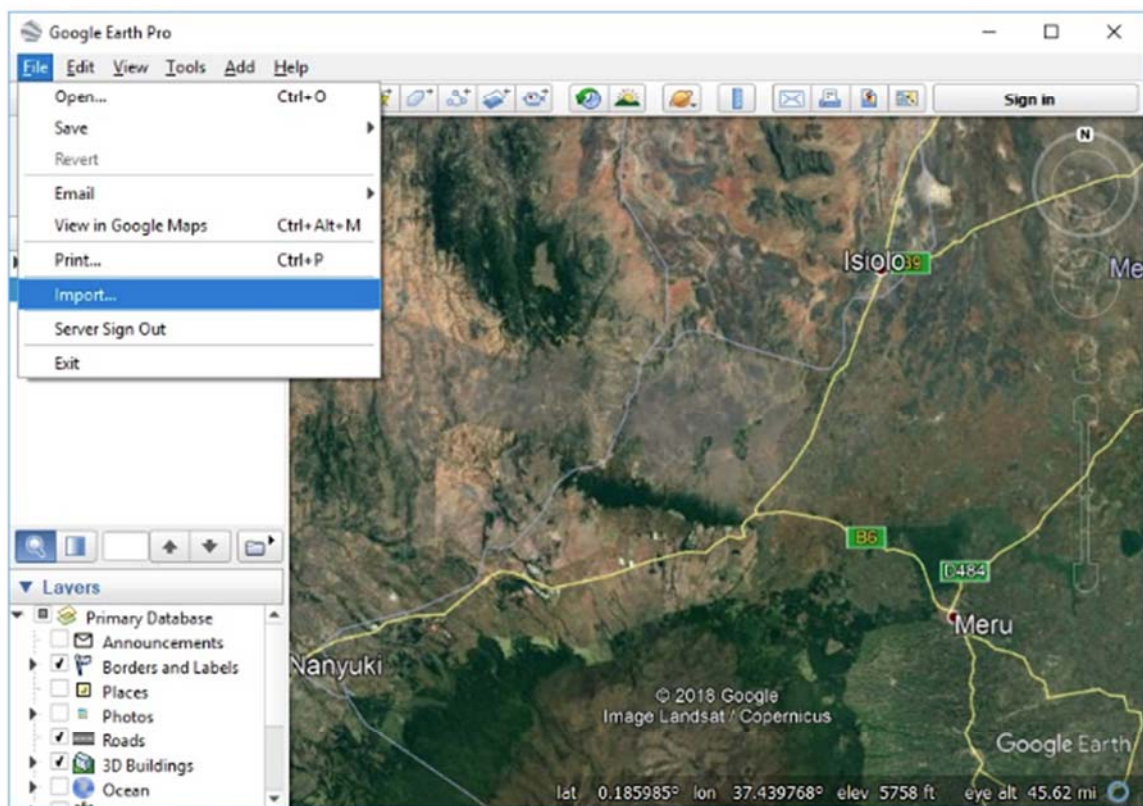 Google Earth Pro
File Edit View Tools Add Help
Open... Ctrl+O
Save
Revert
Email
View in Google Maps Ctrl+Alt+M
Print... Ctrl+P
Import...
Server Sign Out
Exit
Sign in
N
Isiolo
Me
B6
D484
Meru
Nanyuki
© 2018 Google
Image Landsat / Copernicus
Google Earth
lat 0.185985° lon 37.439768° elev 5758 ft eye alt 45.62 mi
Layers
Primary Database
Announcements
Borders and Labels
Places
Photos
Roads
3D Buildings
Ocean